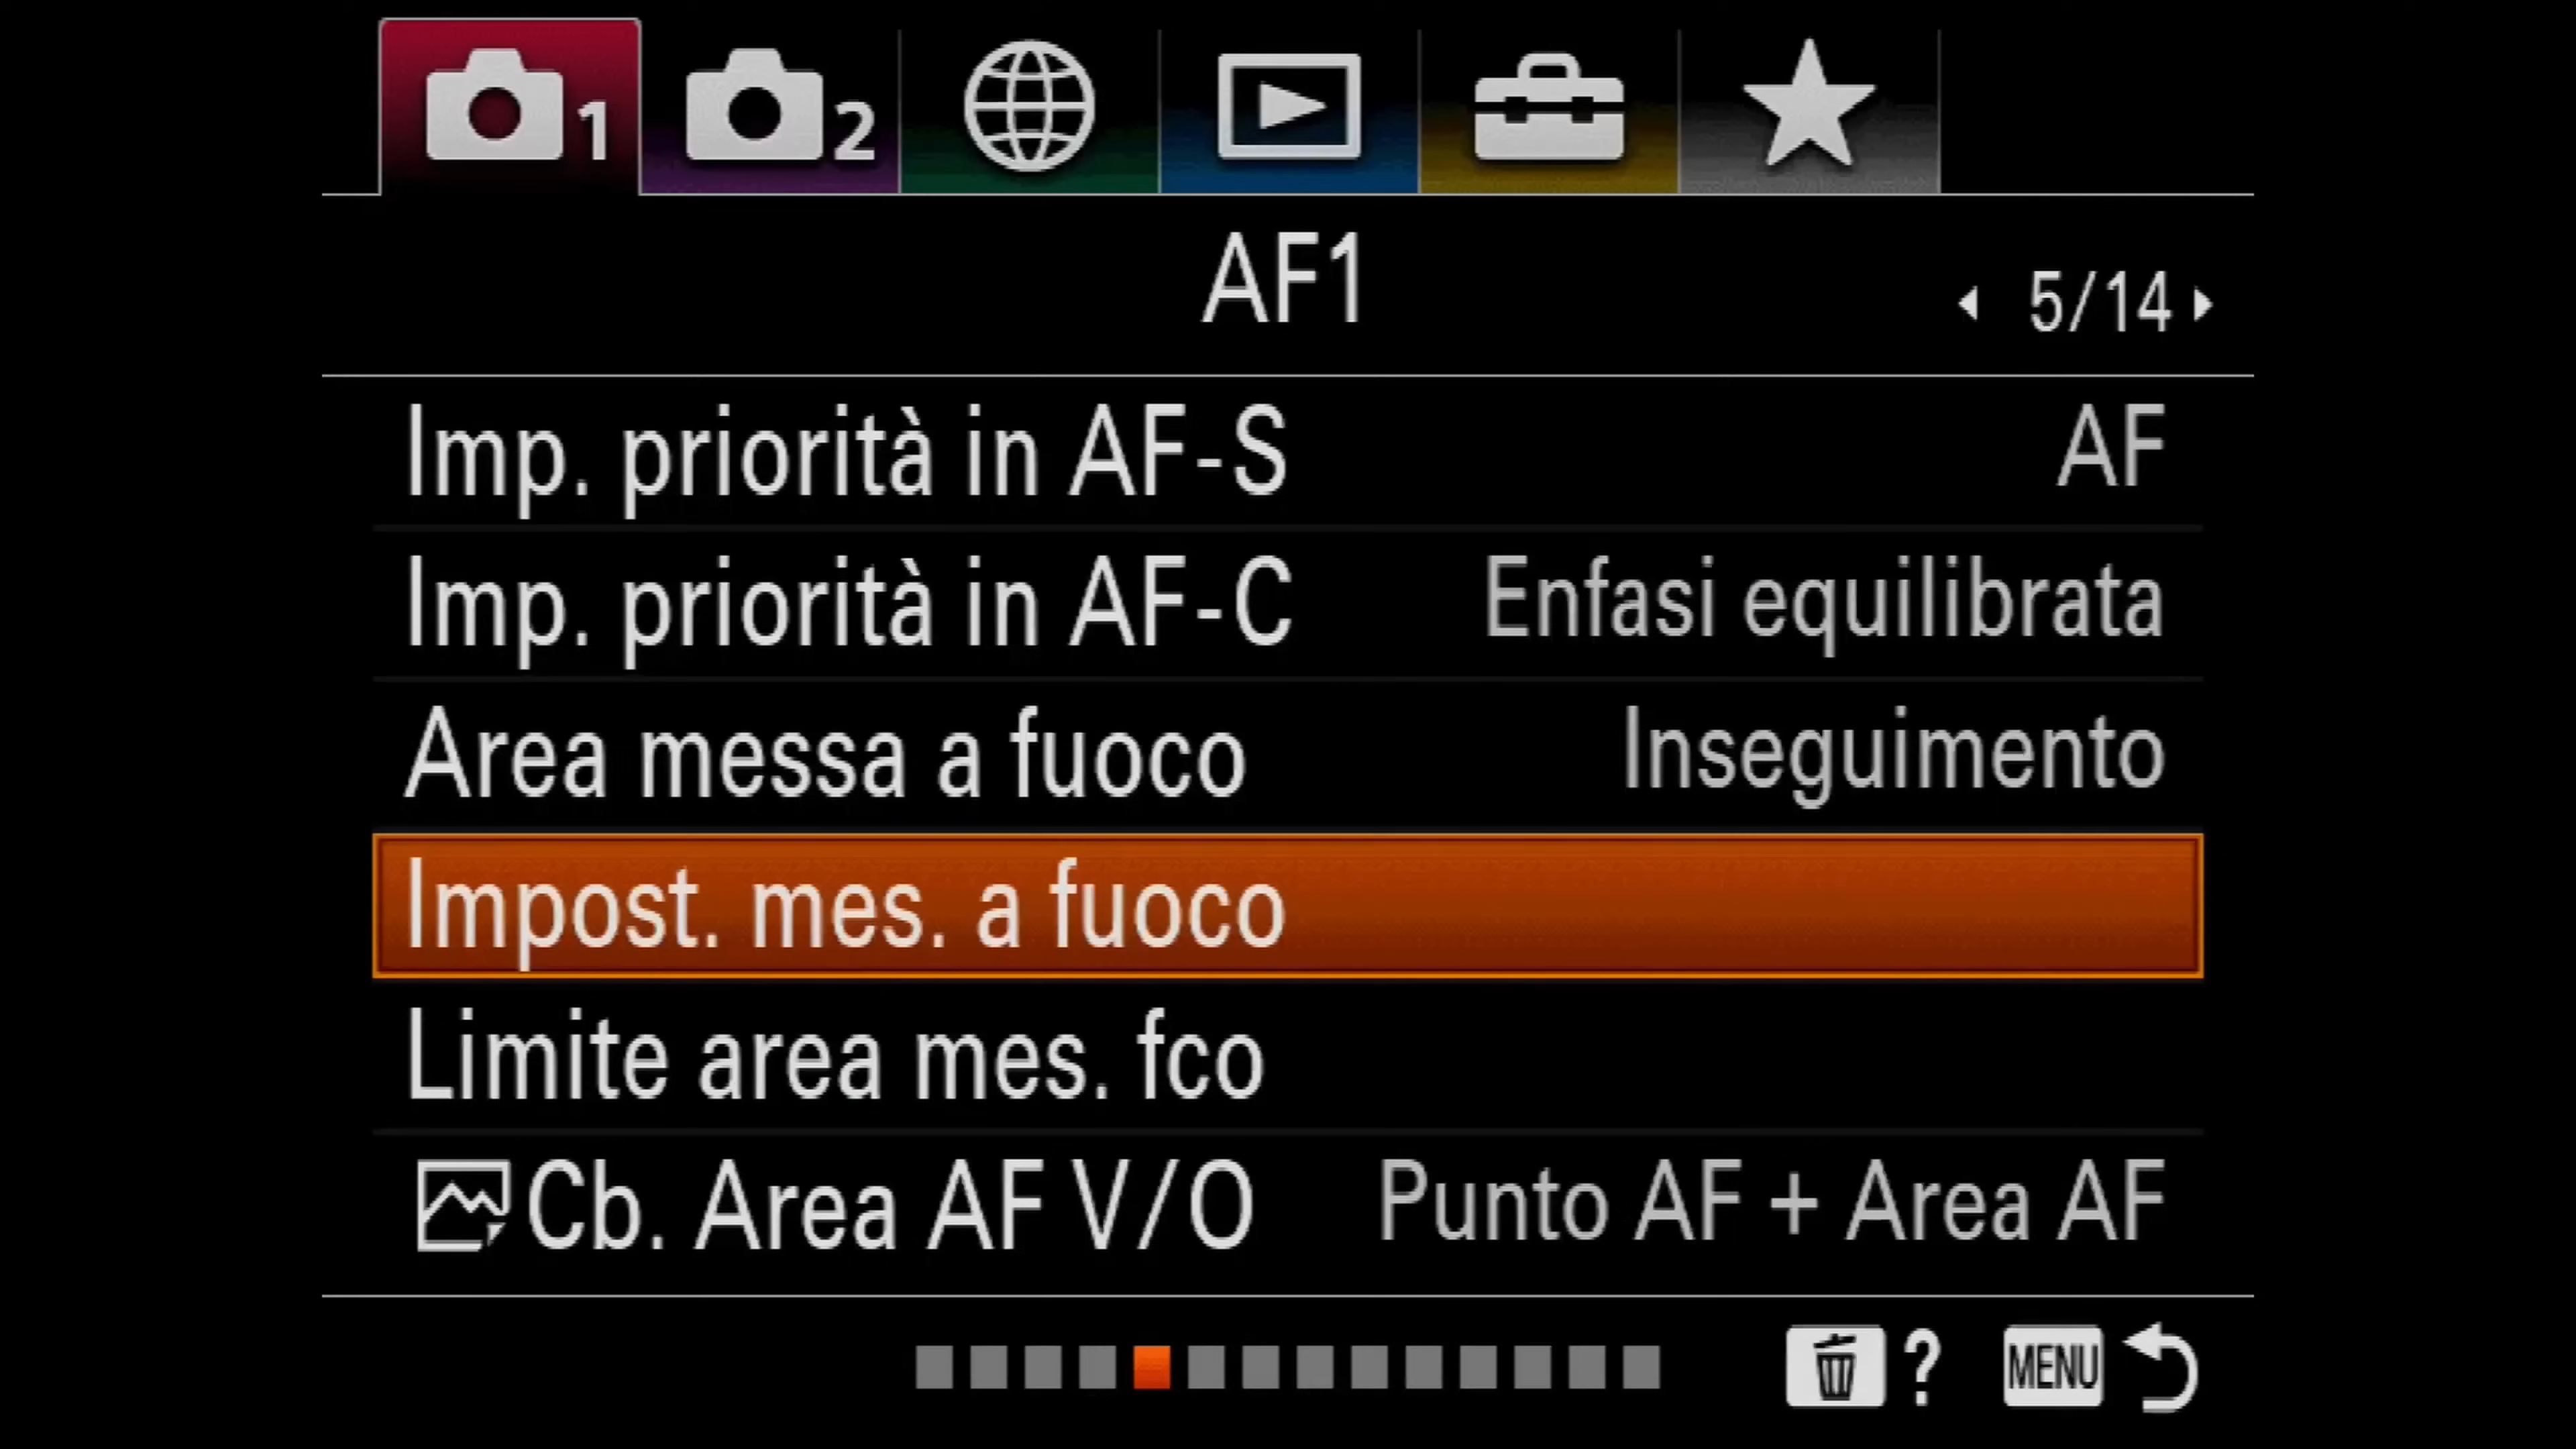 1 2
AF1
5/14
Imp. priorità in AF-S AF
Imp. priorità in AF-C Enfasi equilibrata
Area messa a fuoco Inseguimento
Impost. mes. a fuoco
Limite area mes. fco
Cb. Area AF V/O Punto AF + Area AF
? MENU